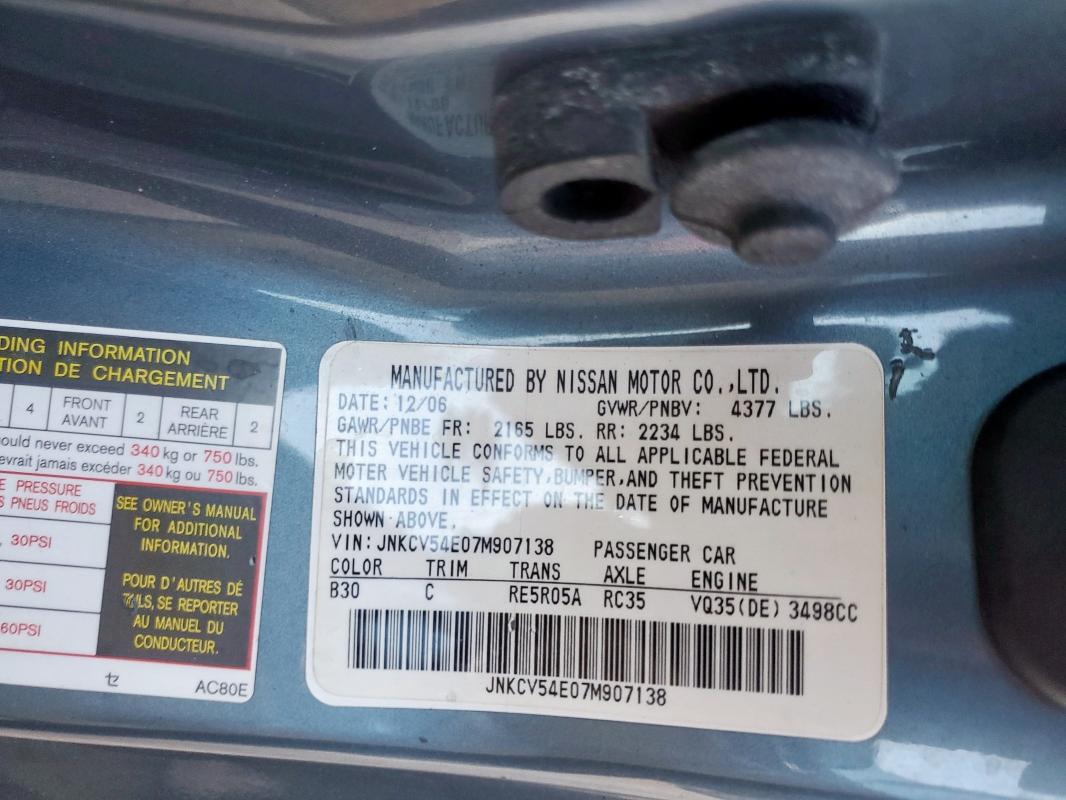 DING INFORMATION
TION DE CHARGEMENT
4 FRONT AVANT 2 REAR ARRIÈRE 2
ould never exceed 340 kg or 750 lbs.
evrait jamais excéder 340 kg ou 750 lbs.
E PRESSURE
S PNEUS FROIDS
30PSI
30PSI
60PSI
SEE OWNER'S MANUAL
FOR ADDITIONAL
INFORMATION.
POUR D'AUTRES DÉ
SE REPORTER
AU MANUEL DU
CONDUCTEUR.
セ AC80E
MANUFACTURED BY NISSAN MOTOR CO.,LTD.
DATE: 12/06 GVWR/PNBV: 4377 LBS.
GAWR/PNBE FR: 2165 LBS. RR: 2234 LBS.
THIS VEHICLE CONFORMS TO ALL APPLICABLE FEDERAL
MOTER VEHICLE SAFETY,BUMPER,AND THEFT PREVENTION
STANDARDS IN EFFECT ON THE DATE OF MANUFACTURE
SHOWN ABOVE.
VIN: JNKCV54E07M907138 PASSENGER CAR
COLOR TRIM TRANS AXLE ENGINE
B30 C RE5R05A RC35 VQ35(DE) 3498CC
JNKCV54E07M907138